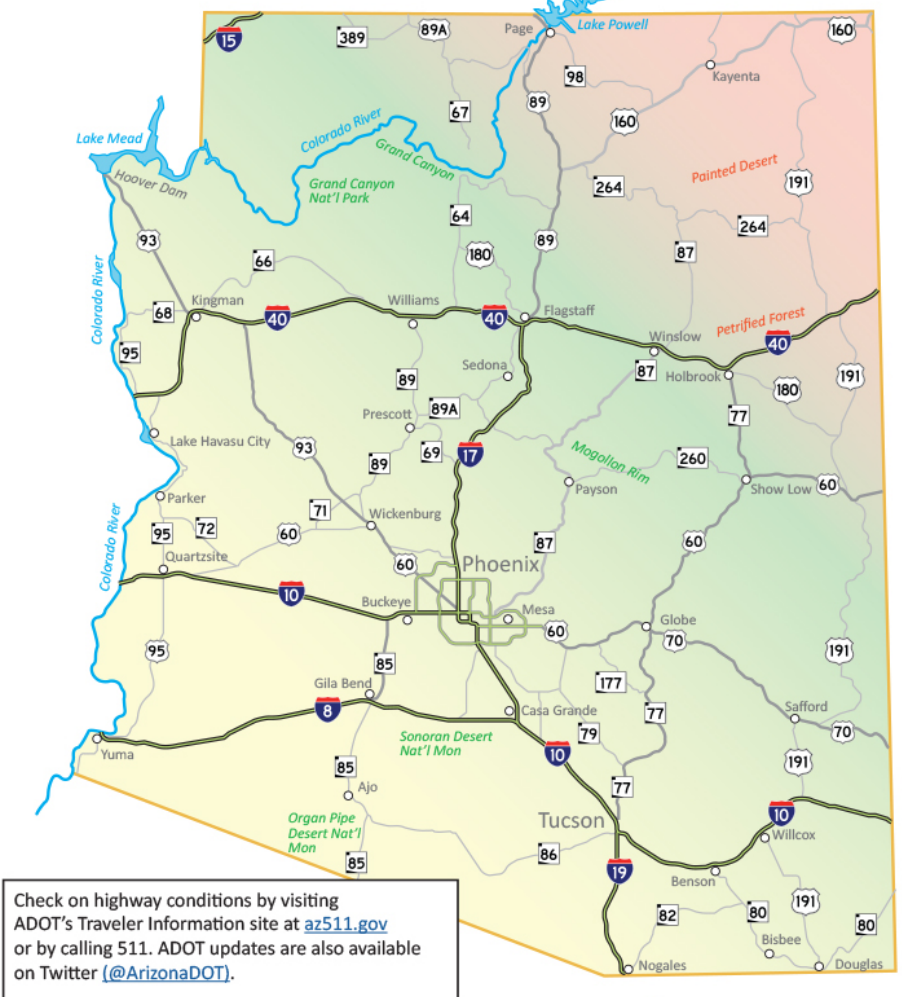 15
389
89A
Page
Lake Powell
160
98
Kayenta
67
89
160
Lake Mead
Colorado River
Grand Canyon
Hoover Dam
Grand Canyon
Nat'l Park
264
Painted Desert
191
64
264
93
180
89
87
66
Colorado River
68
Kingman
40
Williams
40
Flagstaff
Petrified Forest
40
95
Winslow
87
Sedona
Holbrook
180
191
89
89A
Prescott
77
Lake Havasu City
93
69
17
89
Mogollon Rim
260
Payson
Show Low
60
Parker
71
Wickenburg
Colorado River
95
72
60
87
60
Quartzsite
60
Phoenix
10
Buckeye
Mesa
60
Globe
70
95
85
191
Gila Bend
177
8
Casa Grande
77
Safford
79
70
Sonoran Desert
Nat'l Mon
10
Yuma
191
85
Ajo
77
10
Organ Pipe
Desert Nat'l
Mon
Tucson
Willcox
86
85
19
Benson
82
80
191
80
Bisbee
Nogales
Douglas
Check on highway conditions by visiting
ADOT's Traveler Information site at az511.gov
or by calling 511. ADOT updates are also available
on Twitter (@ArizonaDOT).